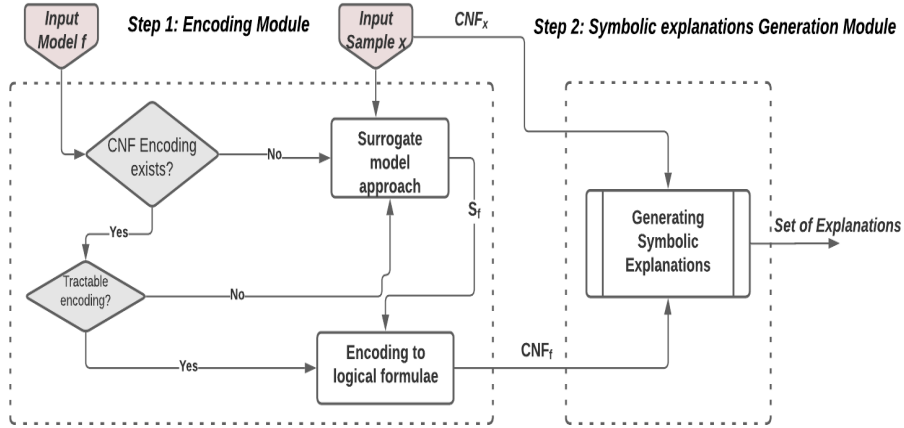 Input
Model f
Step 1: Encoding Module
Input
Sample x
CNFx
Step 2: Symbolic explanations Generation Module
CNF Encoding
exists?
No
Surrogate
model
approach
Sf
Yes
Tractable
encoding?
No
Yes
Encoding to
logical formulae
CNFf
Generating
Symbolic
Explanations
Set of Explanations